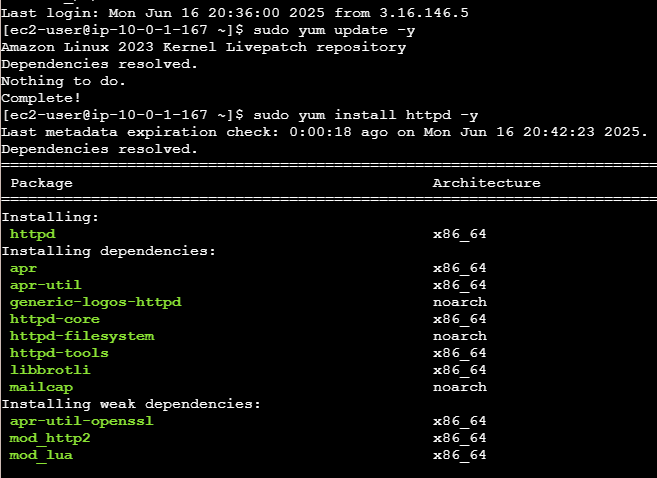 Last login: Mon Jun 16 20:36:00 2025 from 3.16.146.5
[ec2-user@ip-10-0-1-167 ~]$ sudo yum update -y
Amazon Linux 2023 Kernel Livepatch repository
Dependencies resolved.
Nothing to do.
Complete!
[ec2-user@ip-10-0-1-167 ~]$ sudo yum install httpd -y
Last metadata expiration check: 0:00:18 ago on Mon Jun 16 20:42:23 2025.
Dependencies resolved.
================================================================================
Package Architecture
================================================================================
Installing:
httpd x86_64
Installing dependencies:
apr x86_64
apr-util x86_64
generic-logos-httpd noarch
httpd-core x86_64
httpd-filesystem noarch
httpd-tools x86_64
libbrotli x86_64
mailcap noarch
Installing weak dependencies:
apr-util-openssl x86_64
mod_http2 x86_64
mod_lua x86_64